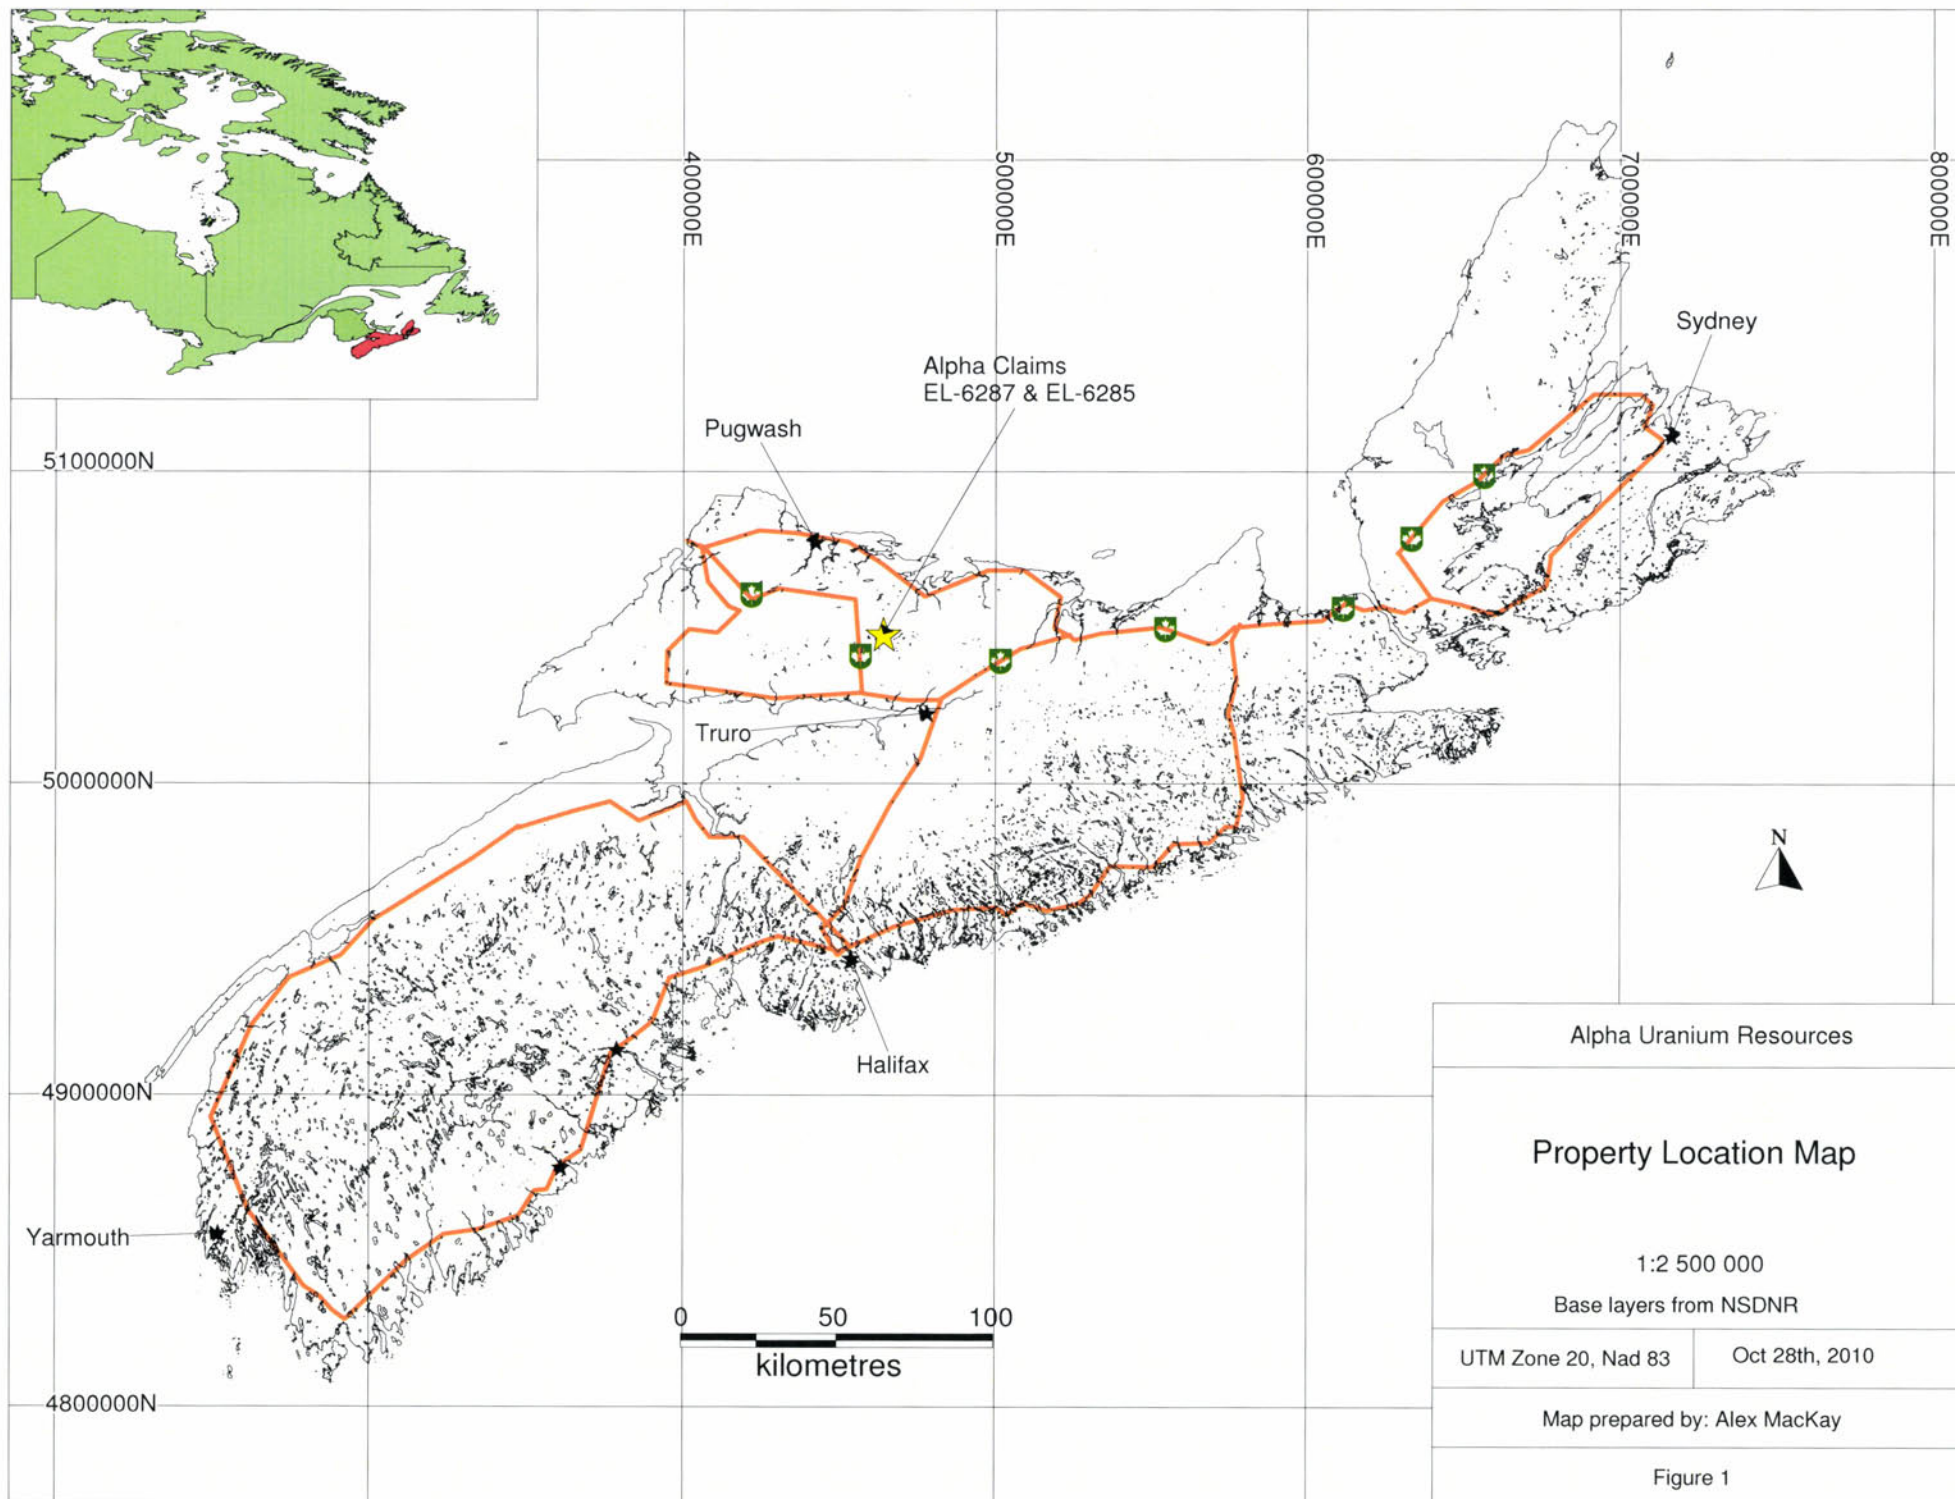 400000E
500000E
600000E
700000E
800000E
Sydney
Alpha Claims
EL-6287 & EL-6285
Pugwash
5100000N
Truro
5000000N
N
Halifax
4900000N
Yarmouth
0 50 100
kilometres
4800000N
Alpha Uranium Resources
Property Location Map
1:2 500 000
Base layers from NSDNR
UTM Zone 20, Nad 83
Oct 28th, 2010
Map prepared by: Alex MacKay
Figure 1